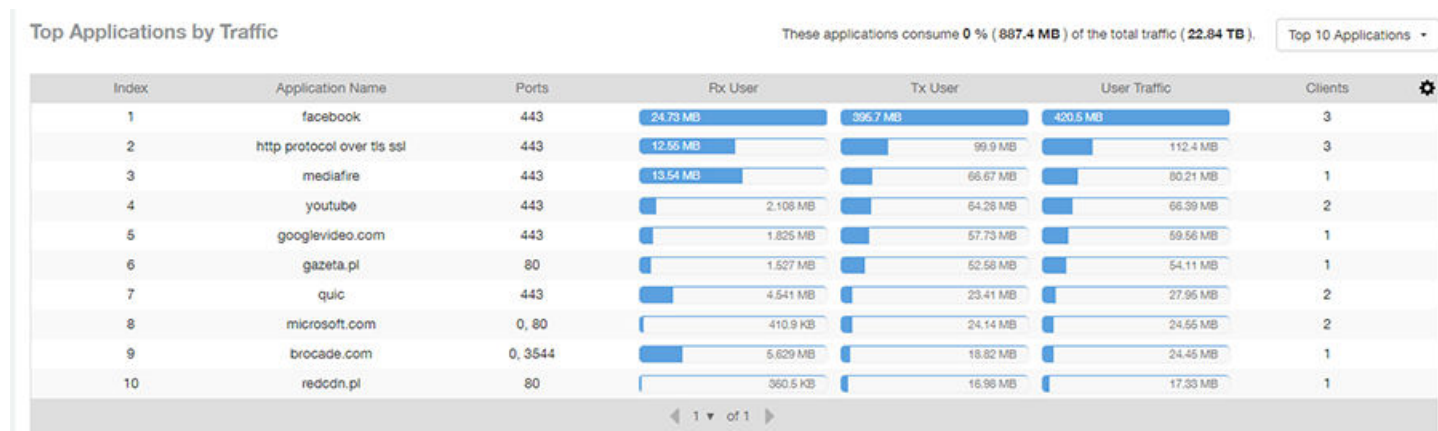 Top Applications by Traffic
These applications consume 0 % ( 887.4 MB ) of the total traffic ( 22.84 TB ).
Top 10 Applications
Index Application Name Ports Rx User Tx User User Traffic Clients
1 facebook 443 24.73 MB 395.7 MB 420.5 MB 3
2 http protocol over tls ssl 443 12.55 MB 99.9 MB 112.4 MB 3
3 mediafire 443 13.54 MB 66.67 MB 80.21 MB 1
4 youtube 443 2.108 MB 64.28 MB 66.39 MB 2
5 googlevideo.com 443 1.825 MB 57.73 MB 59.56 MB 1
6 gazeta.pl 80 1.527 MB 52.58 MB 54.11 MB 1
7 quic 443 4.541 MB 23.41 MB 27.95 MB 2
8 microsoft.com 0, 80 410.9 KB 24.14 MB 24.55 MB 2
9 brocade.com 0, 3544 5.629 MB 18.82 MB 24.45 MB 1
10 redcdn.pl 80 360.5 KB 16.98 MB 17.33 MB 1
1 of 1